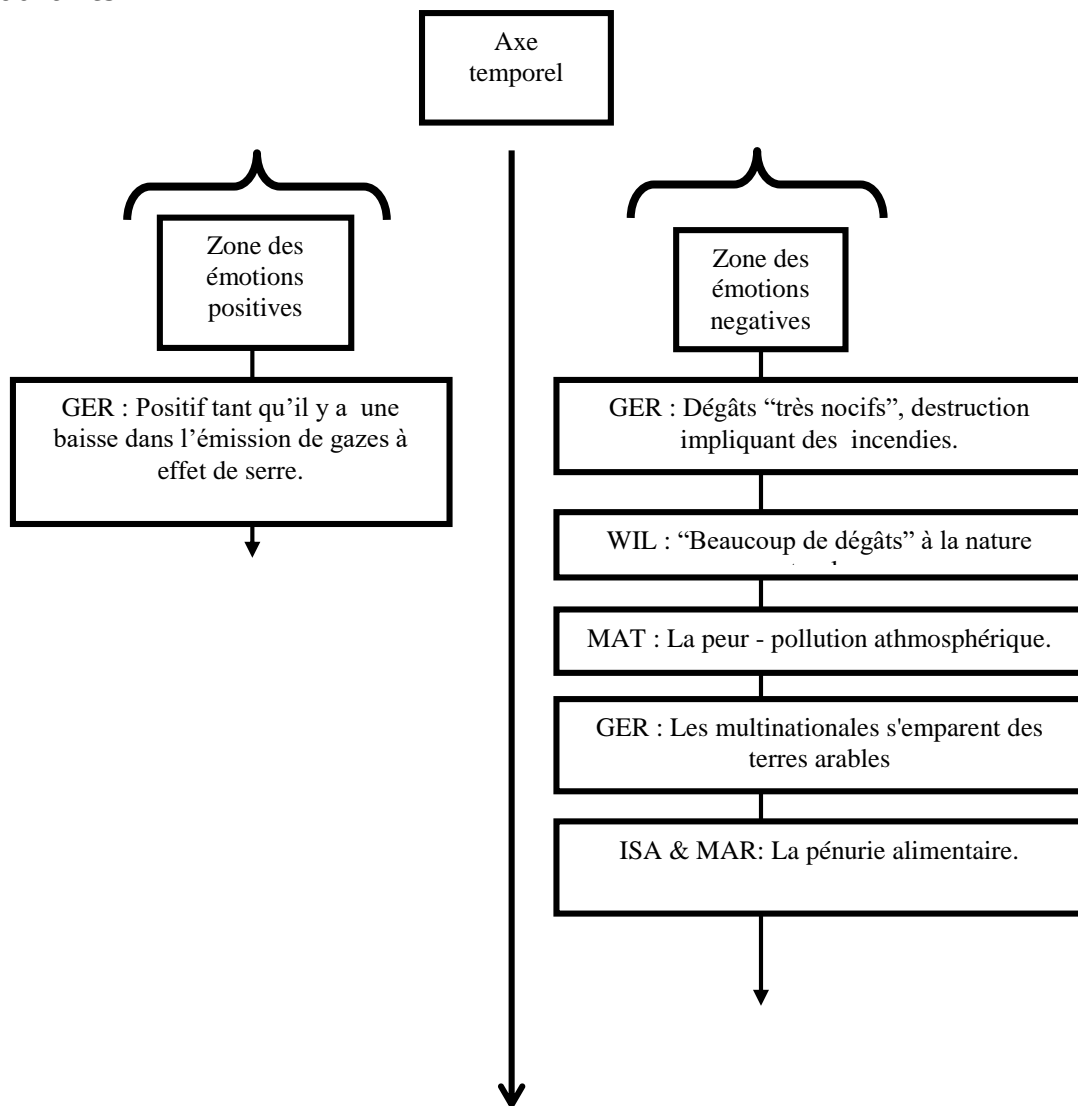 Axe
temporel
Zone des
émotions
positives
GER : Positif tant qu’il y a une
baisse dans l’émission de gazes à
effet de serre.
Zone des
émotions
negatives
GER : Dégâts “très nocifs”, destruction
impliquant des incendies.
WIL : “Beaucoup de dégâts” à la nature
MAT : La peur - pollution athmosphérique.
GER : Les multinationales s'emparent des
terres arables
ISA & MAR: La pénurie alimentaire.